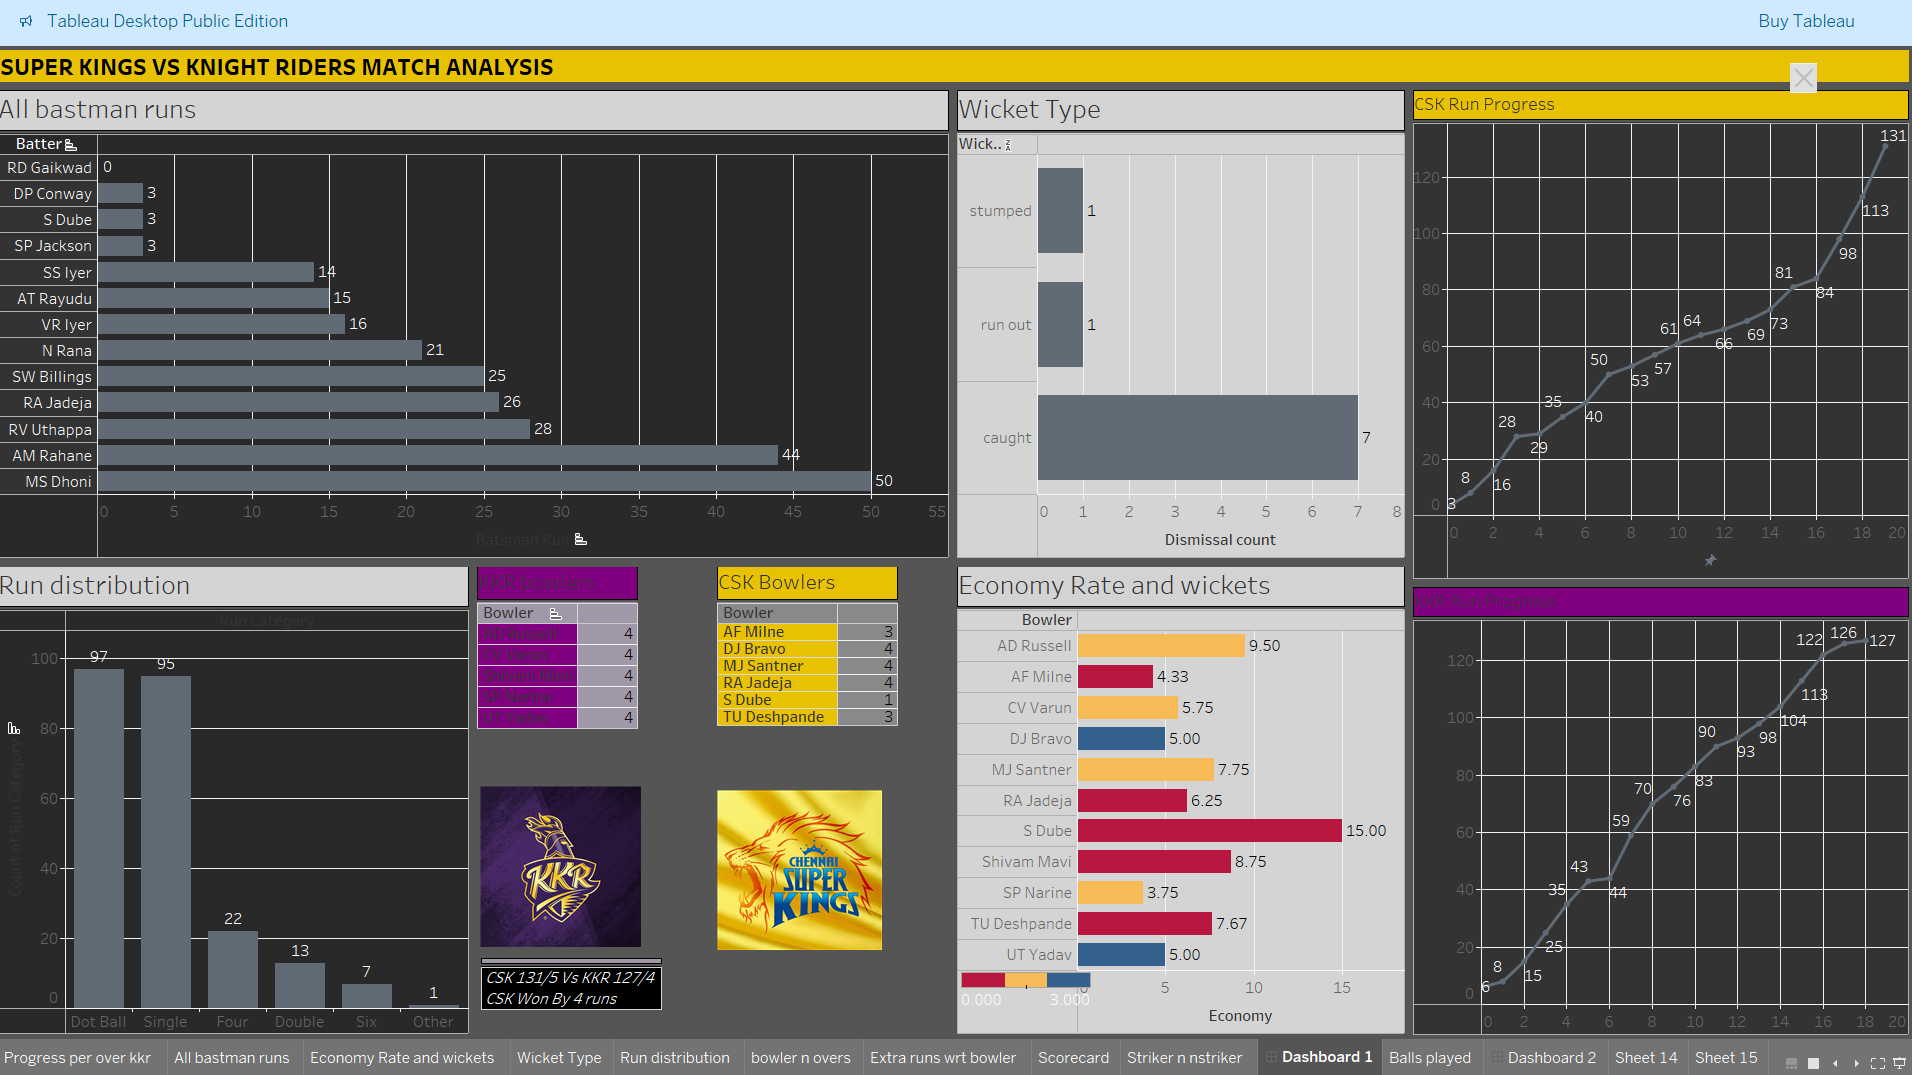 Tableau Desktop Public Edition
Buy Tableau
SUPER KINGS VS KNIGHT RIDERS MATCH ANALYSIS
All bastman runs
Batter
RD Gaikwad 0
DP Conway 3
S Dube 3
SP Jackson 3
SS Iyer 14
AT Rayudu 15
VR Iyer 16
N Rana 21
SW Billings 25
RA Jadeja 26
RV Uthappa 28
AM Rahane 44
MS Dhoni 50
0 5 10 15 20 25 30 35 40 45 50 55
Batsman Run
Wicket Type
Wick..
stumped 1
run out 1
caught 7
0 1 2 3 4 5 6 7 8
Dismissal count
CSK Run Progress
120
100
80
60
40
20
0
3 8 16 28 29 35 40 50 53 57 61 64 66 69 73 81 84 98 113 131
0 2 4 6 8 10 12 14 16 18 20
Run distribution
Run Category
Count of Run Category
100
80
60
40
20
0
97 95 22 13 7 1
Dot Ball Single Four Double Six Other
KKR bowlers
Bowler
AD Russell 4
CV Varun 4
Shivam Mavi 4
SP Narine 4
UT Yadav 4
CSK Bowlers
Bowler
AF Milne 3
DJ Bravo 4
MJ Santner 4
RA Jadeja 4
S Dube 1
TU Deshpande 3
KKR
CHENNAI
SUPER
KINGS
CSK 131/5 Vs KKR 127/4
CSK Won By 4 runs
Economy Rate and wickets
Bowler
AD Russell 9.50
AF Milne 4.33
CV Varun 5.75
DJ Bravo 5.00
MJ Santner 7.75
RA Jadeja 6.25
S Dube 15.00
Shivam Mavi 8.75
SP Narine 3.75
TU Deshpande 7.67
UT Yadav 5.00
0.000 3.000
0 5 10 15
Economy
KKR Run Progress
120
100
80
60
40
20
0
6 8 15 25 35 43 44 59 70 76 83 90 93 98 104 113 122 126 127
0 2 4 6 8 10 12 14 16 18 20
Progress per over kkr
All bastman runs
Economy Rate and wickets
Wicket Type
Run distribution
bowler n overs
Extra runs wrt bowler
Scorecard
Striker n nstriker
Dashboard 1
Balls played
Dashboard 2
Sheet 14
Sheet 15